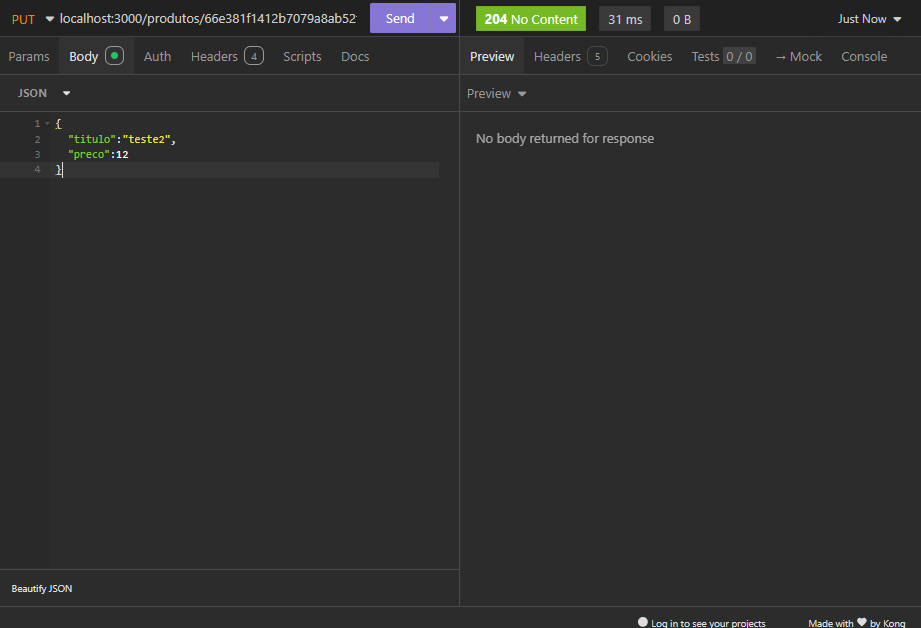 PUT localhost:3000/produtos/66e381f1412b7079a8ab52 Send
204 No Content 31 ms 0 B Just Now
Params Body Auth Headers 4 Scripts Docs
Preview Headers 5 Cookies Tests 0 / 0 → Mock Console
JSON
Preview
1 {
2 "titulo":"teste2",
3 "preco":12
4 }
No body returned for response
Beautify JSON
Log in to see your projects Made with ❤ by Kong